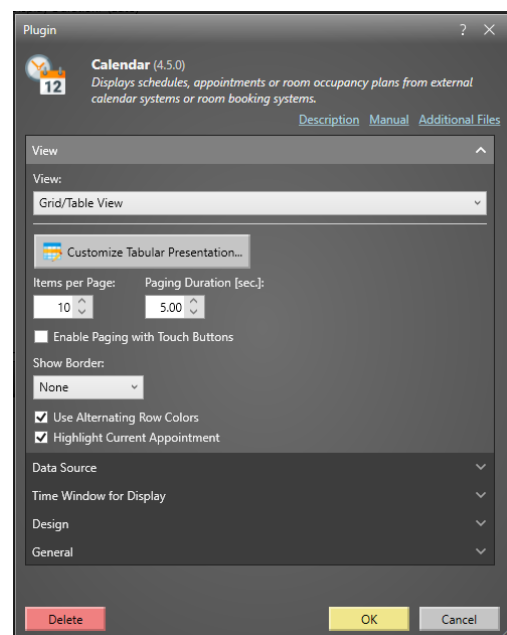 Plugin
?
12
Calendar (4.5.0)
Displays schedules, appointments or room occupancy plans from external
calendar systems or room booking systems.
Description Manual Additional Files
View
View:
Grid/Table View
Customize Tabular Presentation...
Items per Page: Paging Duration [sec.]:
10 5.00
Enable Paging with Touch Buttons
Show Border:
None
Use Alternating Row Colors
Highlight Current Appointment
Data Source
Time Window for Display
Design
General
Delete OK Cancel